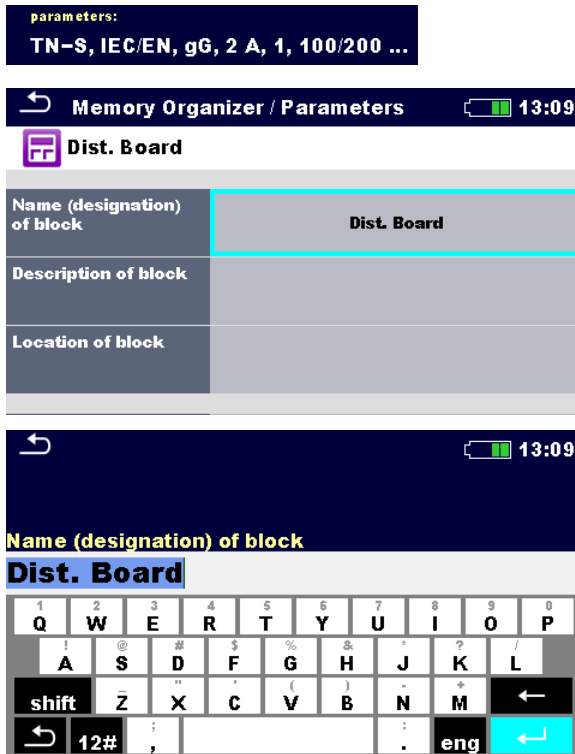 parameters:
TN-S, IEC/EN, gG, 2 A, 1, 100/200 ...
Memory Organizer / Parameters 13:09
Dist. Board
Name (designation)
of block
Dist. Board
Description of block
Location of block
13:09
Name (designation) of block
Dist. Board
1 2 3 4 5 6 7 8 9 0
Q W E R T Y U I O P
! @ # $ % & * ? /
A S D F G H J K L
_ " ' ( ) - +
shift Z X C V B N M ←
; :
12# , . eng